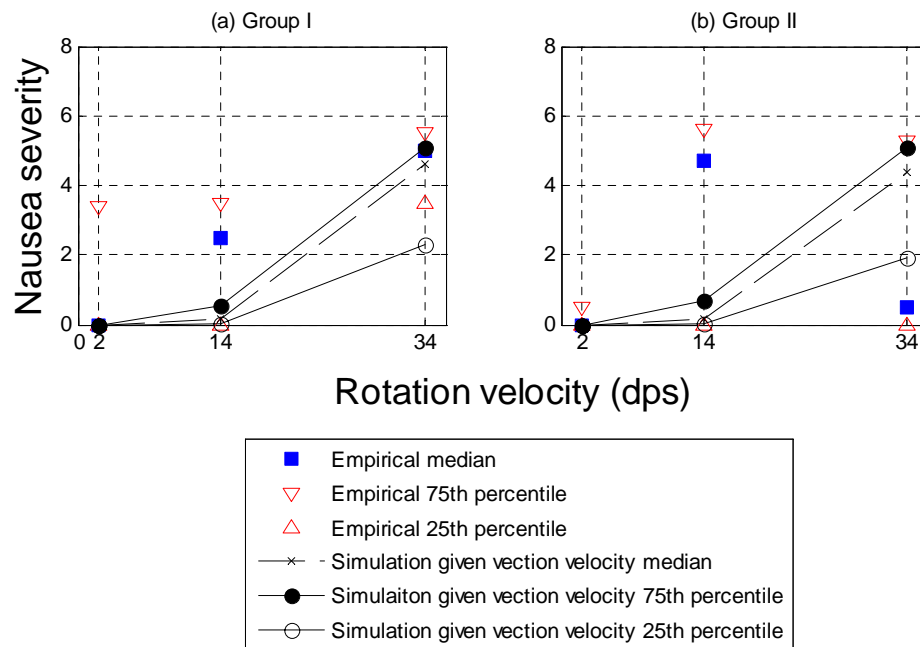 (a) Group I
(b) Group II
Nausea severity
8
6
4
2
0
0 2 14 34
8
6
4
2
0
2 14 34
Rotation velocity (dps)
Empirical median
Empirical 75th percentile
Empirical 25th percentile
Simulation given vection velocity median
Simulaiton given vection velocity 75th percentile
Simulation given vection velocity 25th percentile